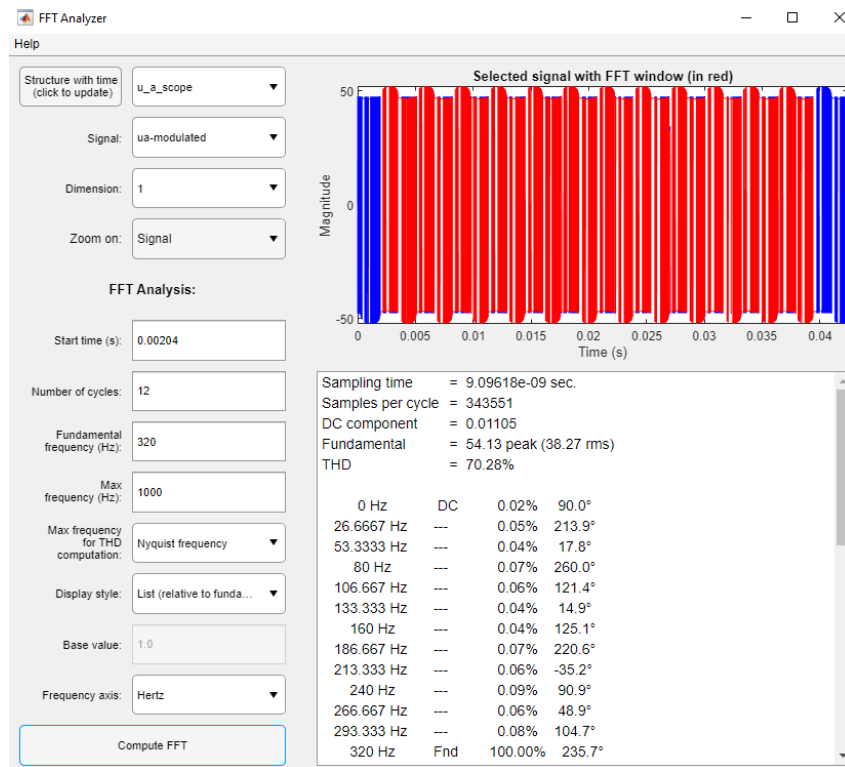 FFT Analyzer
Help
Structure with time
(click to update)
u_a_scope
Signal:
ua-modulated
Dimension:
1
Zoom on:
Signal
FFT Analysis:
Start time (s):
0.00204
Number of cycles:
12
Fundamental
frequency (Hz):
320
Max
frequency (Hz):
1000
Max frequency
for THD
computation:
Nyquist frequency
Display style:
List (relative to funda...
Base value:
1.0
Frequency axis:
Hertz
Compute FFT
Selected signal with FFT window (in red)
Magnitude
50
0
-50
0 0.005 0.01 0.015 0.02 0.025 0.03 0.035 0.04
Time (s)
Sampling time = 9.09618e-09 sec.
Samples per cycle = 343551
DC component = 0.01105
Fundamental = 54.13 peak (38.27 rms)
THD = 70.28%
0 Hz DC 0.02% 90.0°
26.6667 Hz --- 0.05% 213.9°
53.3333 Hz --- 0.04% 17.8°
80 Hz --- 0.07% 260.0°
106.667 Hz --- 0.06% 121.4°
133.333 Hz --- 0.04% 14.9°
160 Hz --- 0.04% 125.1°
186.667 Hz --- 0.07% 220.6°
213.333 Hz --- 0.06% -35.2°
240 Hz --- 0.09% 90.9°
266.667 Hz --- 0.06% 48.9°
293.333 Hz --- 0.08% 104.7°
320 Hz Fnd 100.00% 235.7°